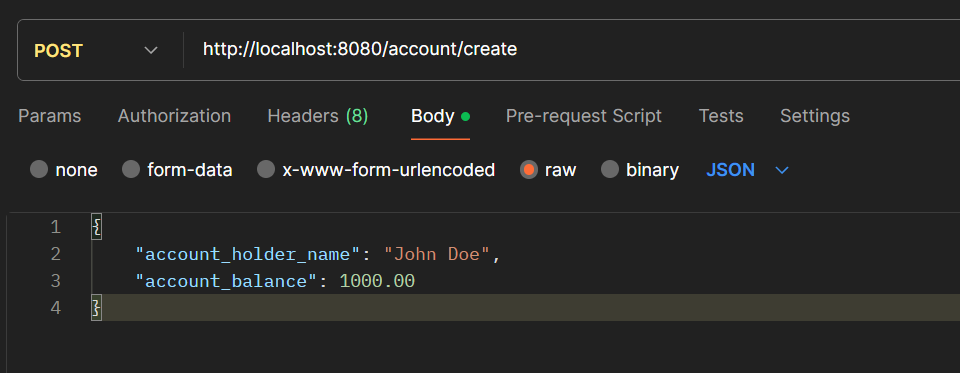 POST http://localhost:8080/account/create
Params Authorization Headers (8) Body Pre-request Script Tests Settings
none form-data x-www-form-urlencoded raw binary JSON
1 {
2 "account_holder_name": "John Doe",
3 "account_balance": 1000.00
4 }